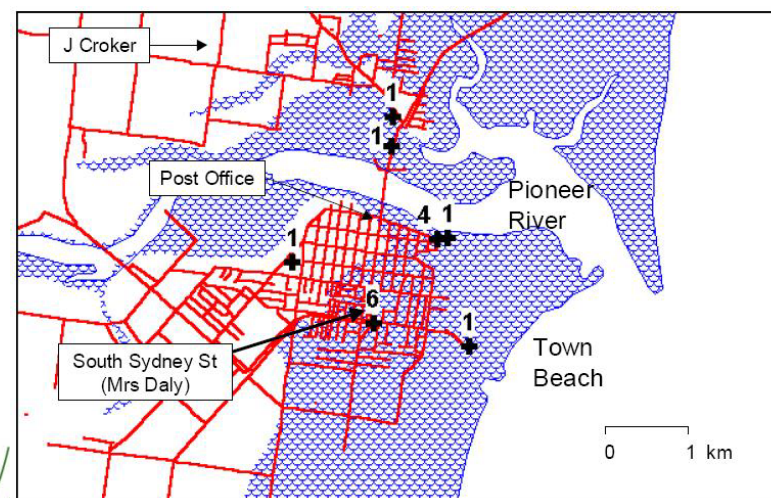 J Croker
1
1
Post Office
Pioneer
River
4 1
1
6
1
South Sydney St
(Mrs Daly)
Town
Beach
0 1 km